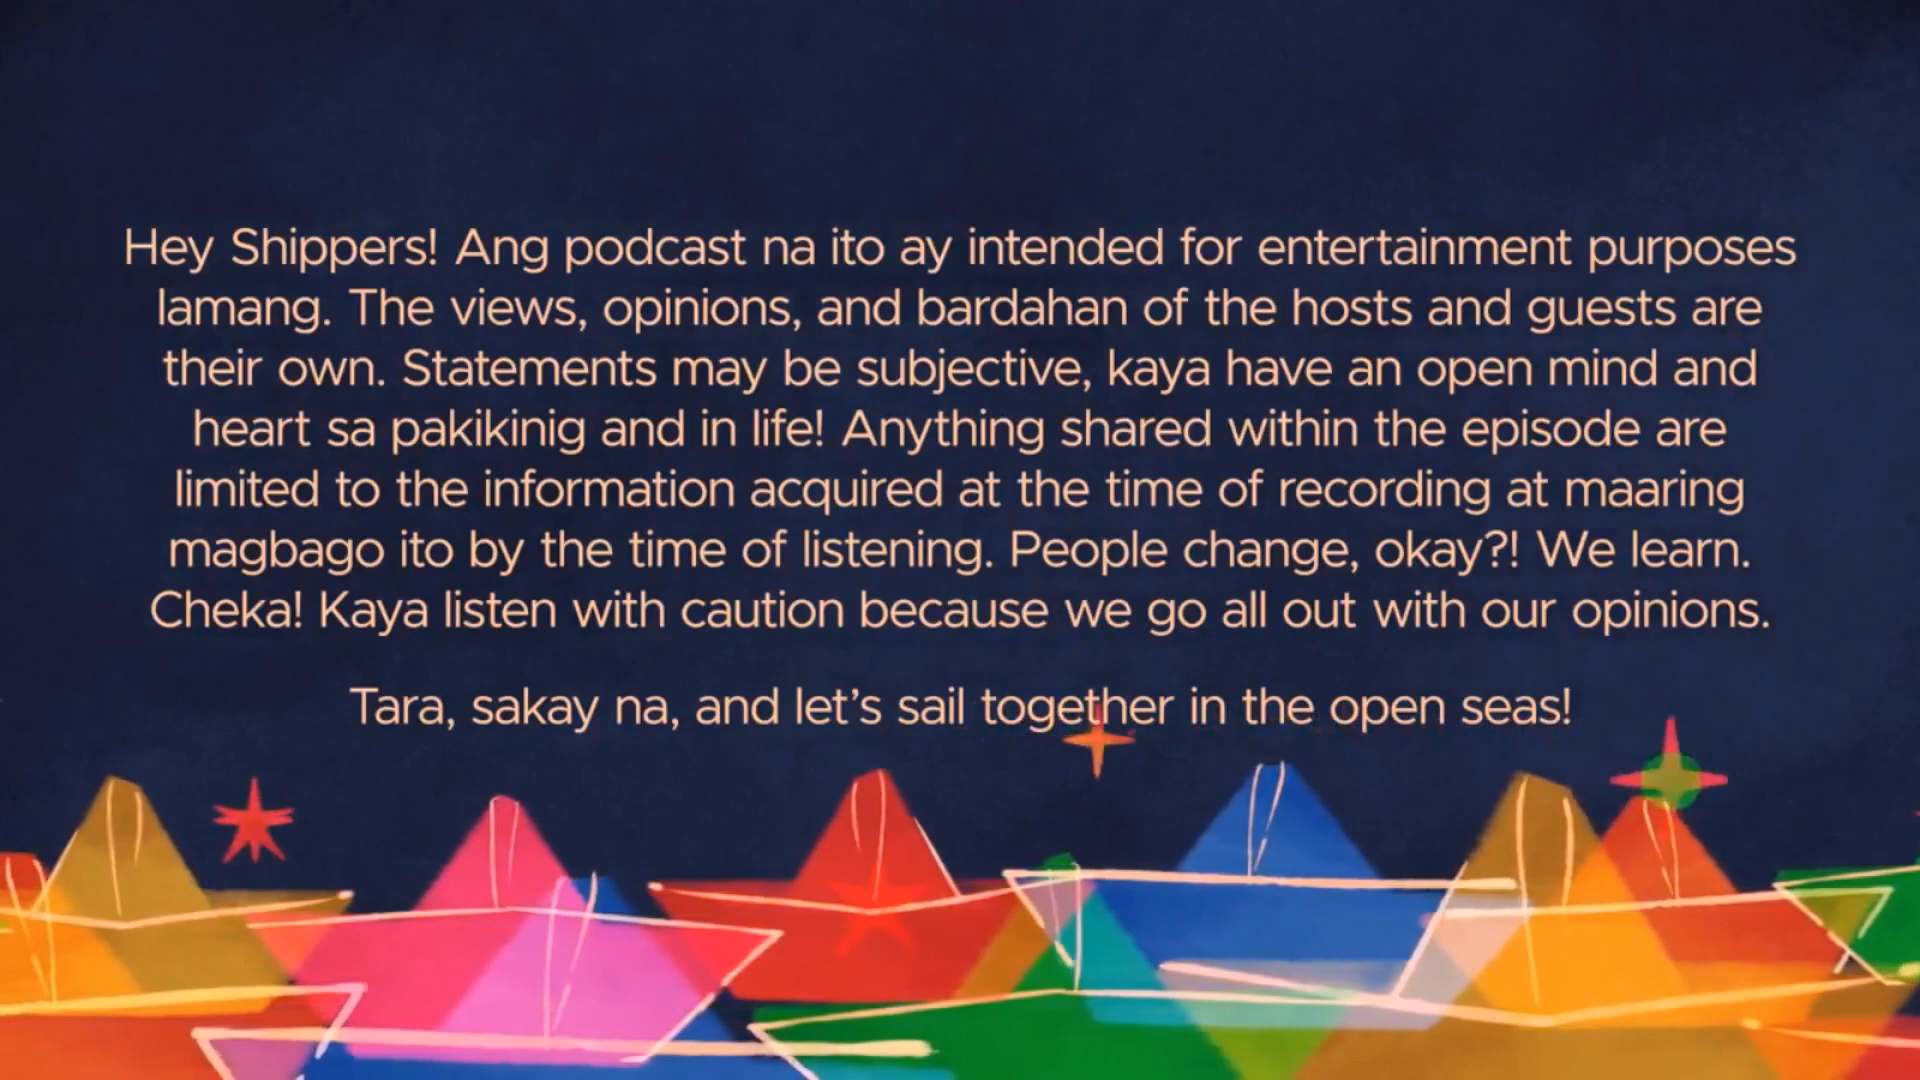 Hey Shippers! Ang podcast na ito ay intended for entertainment purposes
lamang. The views, opinions, and bardahan of the hosts and guests are
their own. Statements may be subjective, kaya have an open mind and
heart sa pakikinig and in life! Anything shared within the episode are
limited to the information acquired at the time of recording at maaring
magbago ito by the time of listening. People change, okay?! We learn.
Cheka! Kaya listen with caution because we go all out with our opinions.
Tara, sakay na, and let's sail together in the open seas!